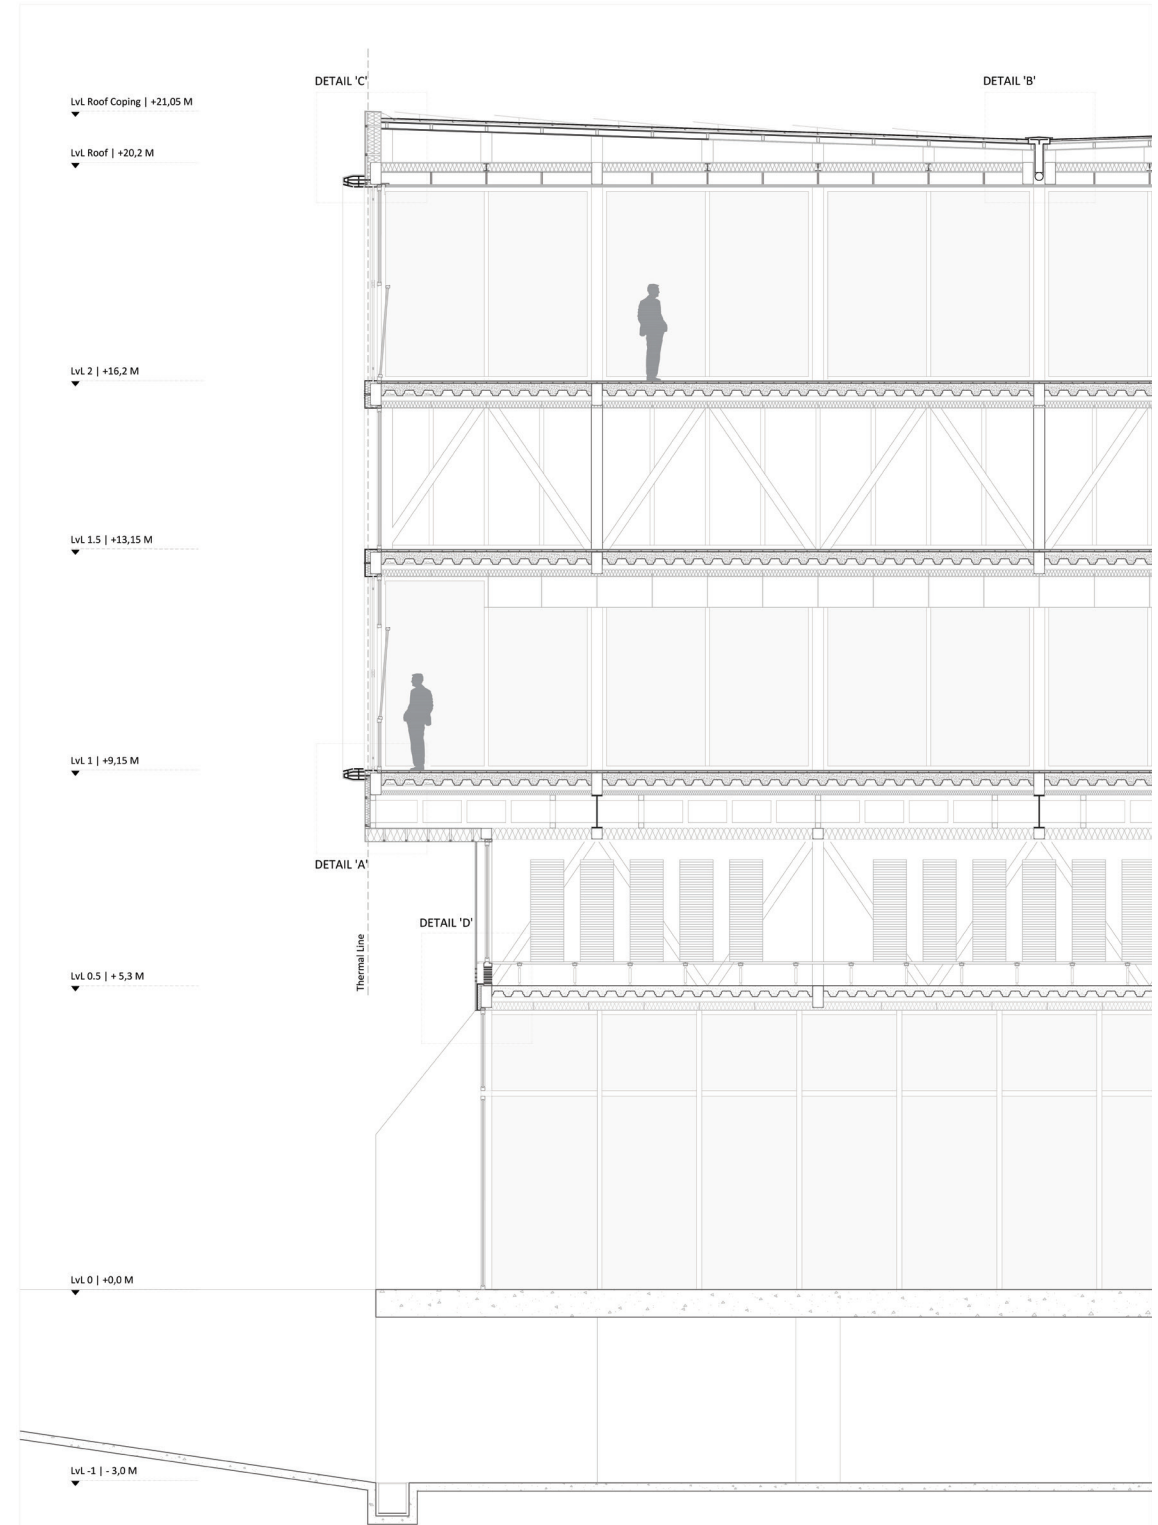 DETAIL 'C'
DETAIL 'B'
LvL Roof Coping | +21,05 M
LvL Roof | +20,2 M
LvL 2 | +16,2 M
LvL 1.5 | +13,15 M
LvL 1 | +9,15 M
DETAIL 'A'
DETAIL 'D'
Thermal Line
LvL 0.5 | + 5,3 M
LvL 0 | +0,0 M
LvL -1 | - 3,0 M